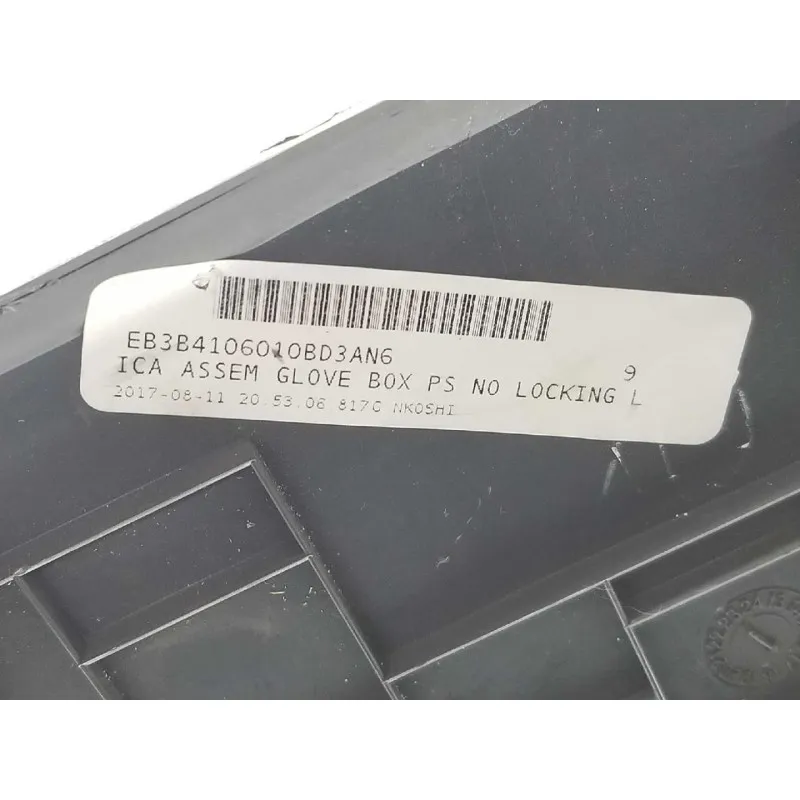 EB3B4106010BD3AN6
9
ICA ASSEM GLOVE BOX PS NO LOCKING L
2017-08-11 20.53.06 817C NKOSHI